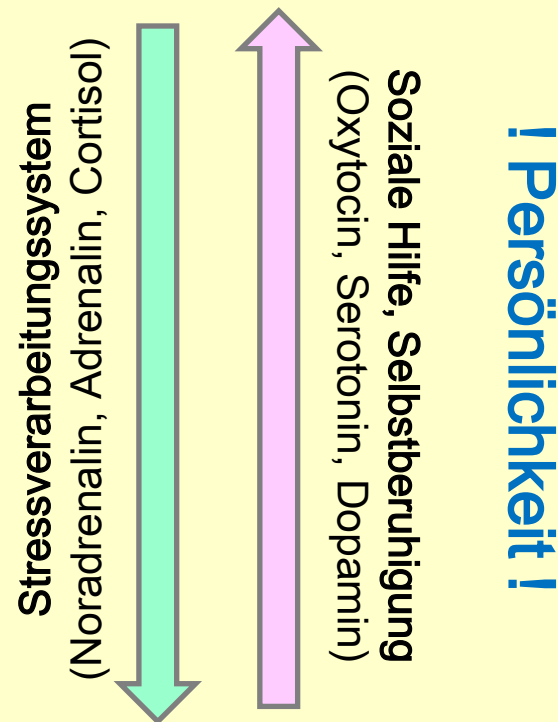 Stressverarbeitungssystem
(Noradrenalin, Adrenalin, Cortisol)
Soziale Hilfe, Selbstberuhigung
(Oxytocin, Serotonin, Dopamin)
! Persönlichkeit !